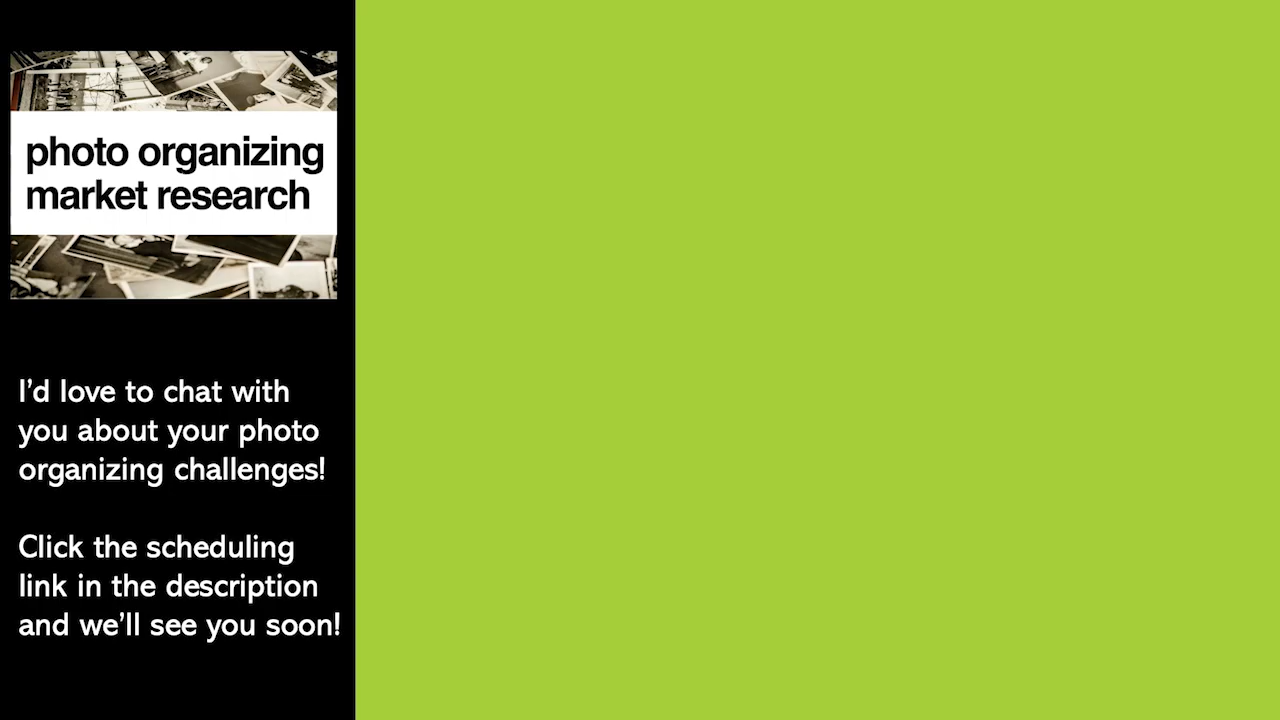 photo organizing
market research
I'd love to chat with
you about your photo
organizing challenges!
Click the scheduling
link in the description
and we'll see you soon!